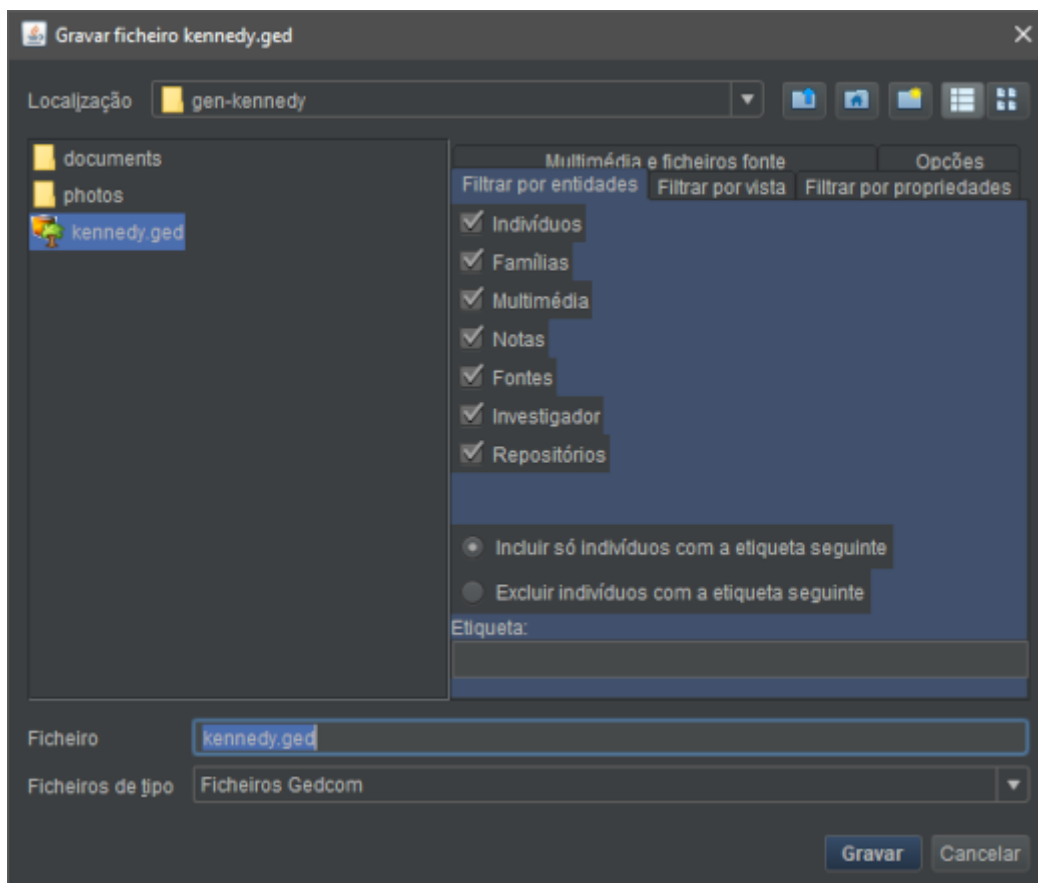 Gravar ficheiro kennedy.ged
Localização gen-kennedy
documents
photos
kennedy.ged
Multimédia e ficheiros fonte Opções
Filtrar por entidades Filtrar por vista Filtrar por propriedades
Indivíduos
Famílias
Multimédia
Notas
Fontes
Investigador
Repositórios
Incluir só indivíduos com a etiqueta seguinte
Excluir indivíduos com a etiqueta seguinte
Etiqueta:
Ficheiro kennedy.ged
Ficheiros de tipo Ficheiros Gedcom
Gravar Cancelar